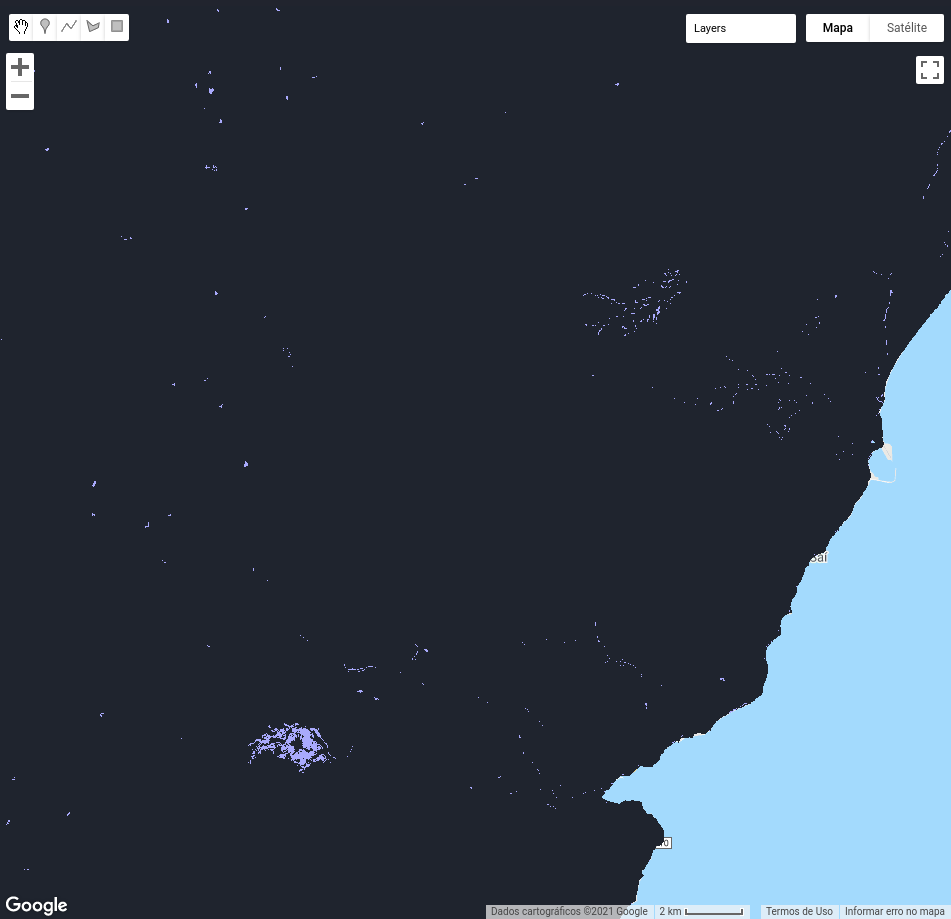 Layers
Mapa
Satélite
Google
Dados cartográficos ©2021 Google
2 km
Termos de Uso
Informar erro no mapa